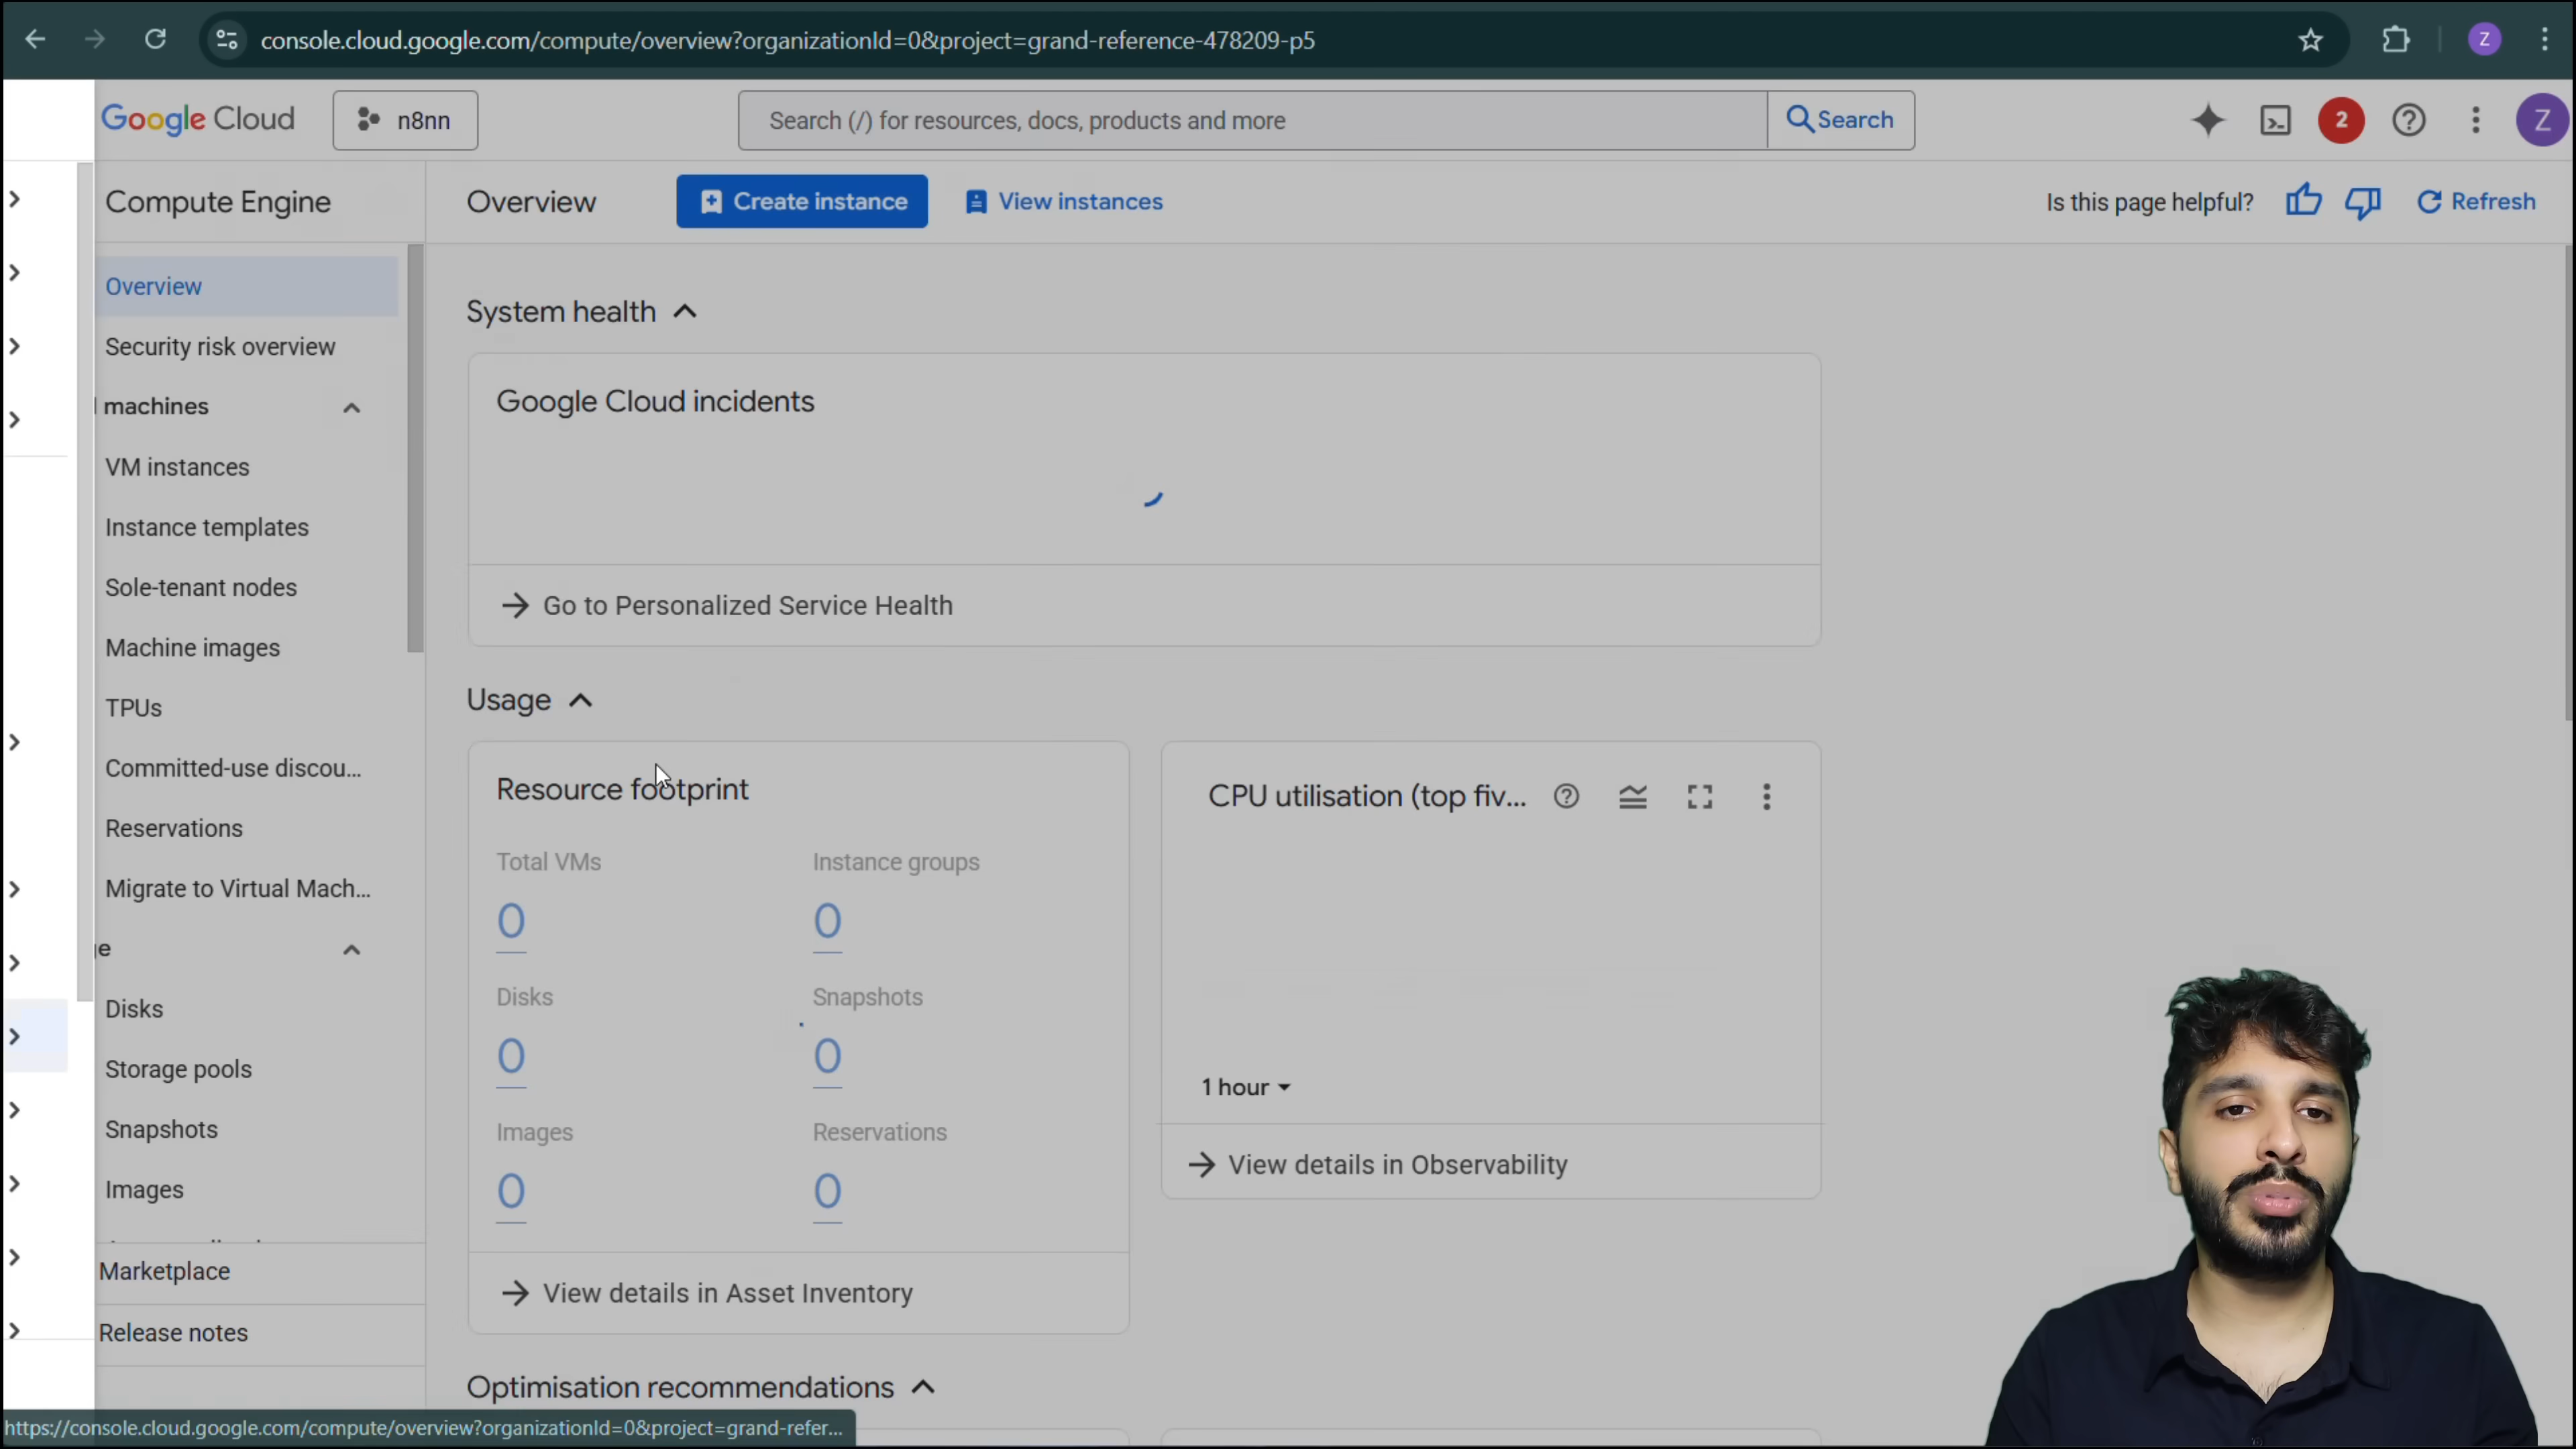 console.cloud.google.com/compute/overview?organizationId=0&project=grand-reference-478209-p5
Z
Google Cloud
n8nn
Search (/) for resources, docs, products and more
Search
2
Z
Compute Engine
Overview
Create instance
View instances
Is this page helpful?
Refresh
Overview
Security risk overview
machines
VM instances
Instance templates
Sole-tenant nodes
Machine images
TPUs
Committed-use discou...
Reservations
Migrate to Virtual Mach...
Disks
Storage pools
Snapshots
Images
Marketplace
Release notes
System health
Google Cloud incidents
Go to Personalized Service Health
Usage
Resource footprint
Total VMs
Instance groups
0
0
Disks
Snapshots
0
0
Images
Reservations
0
0
View details in Asset Inventory
CPU utilisation (top fiv...
1 hour
View details in Observability
Optimisation recommendations
https://console.cloud.google.com/compute/overview?organizationId=0&project=grand-refer...